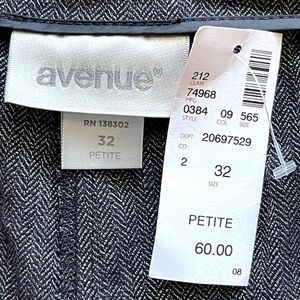 avenue®
RN 138302
32
PETITE
212
CLASS
74968
MFG
0384 09 565
STYLE COL SIZE
DEPT 20697529
CD
2 32
SIZE
PETITE
60.00
08